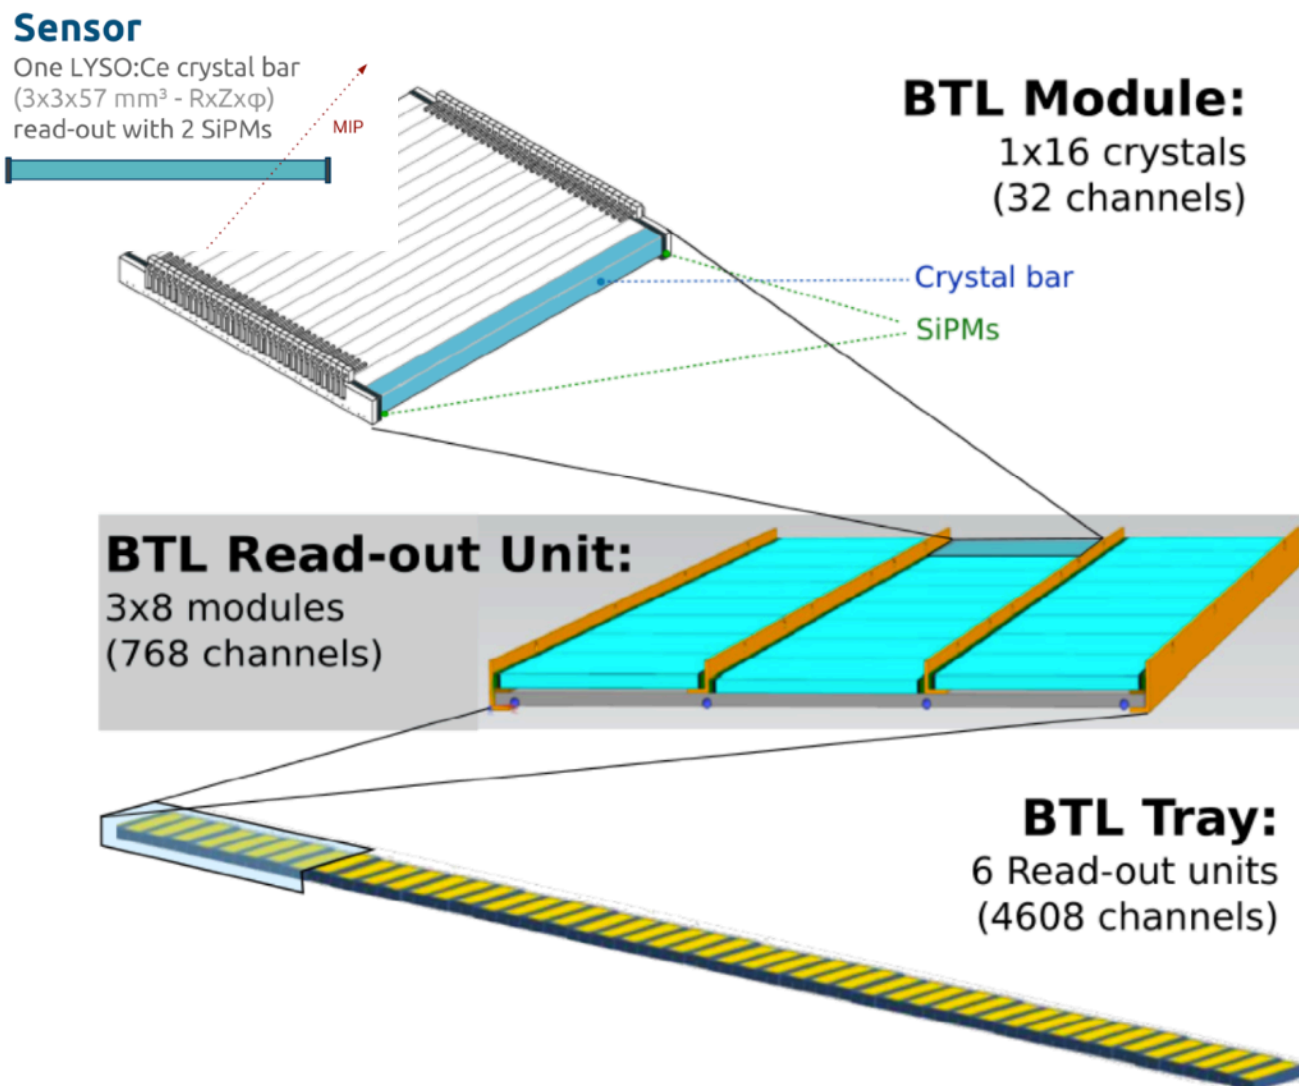 Sensor
One LYSO:Ce crystal bar
(3x3x57 mm³ - RxZxφ)
read-out with 2 SiPMs
MIP
BTL Module:
1x16 crystals
(32 channels)
Crystal bar
SiPMs
BTL Read-out Unit:
3x8 modules
(768 channels)
BTL Tray:
6 Read-out units
(4608 channels)